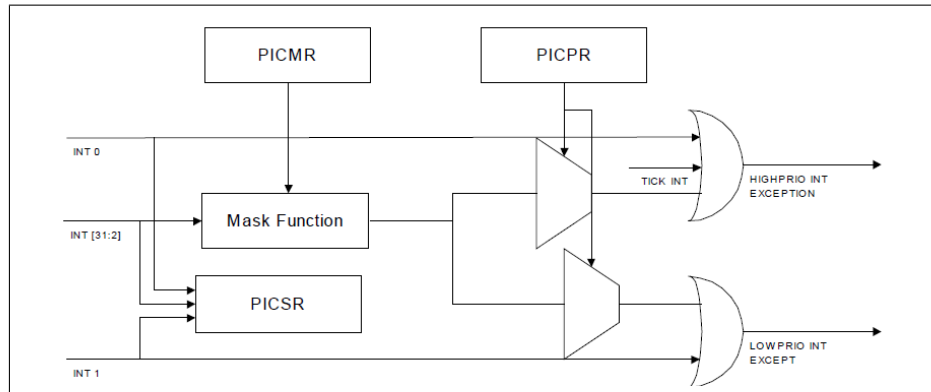 PICMR
PICPR
INT 0
TICK INT
HIGHPRIO INT
EXCEPTION
Mask Function
INT [31:2]
PICSR
LOWPRIO INT
EXCEPT
INT 1